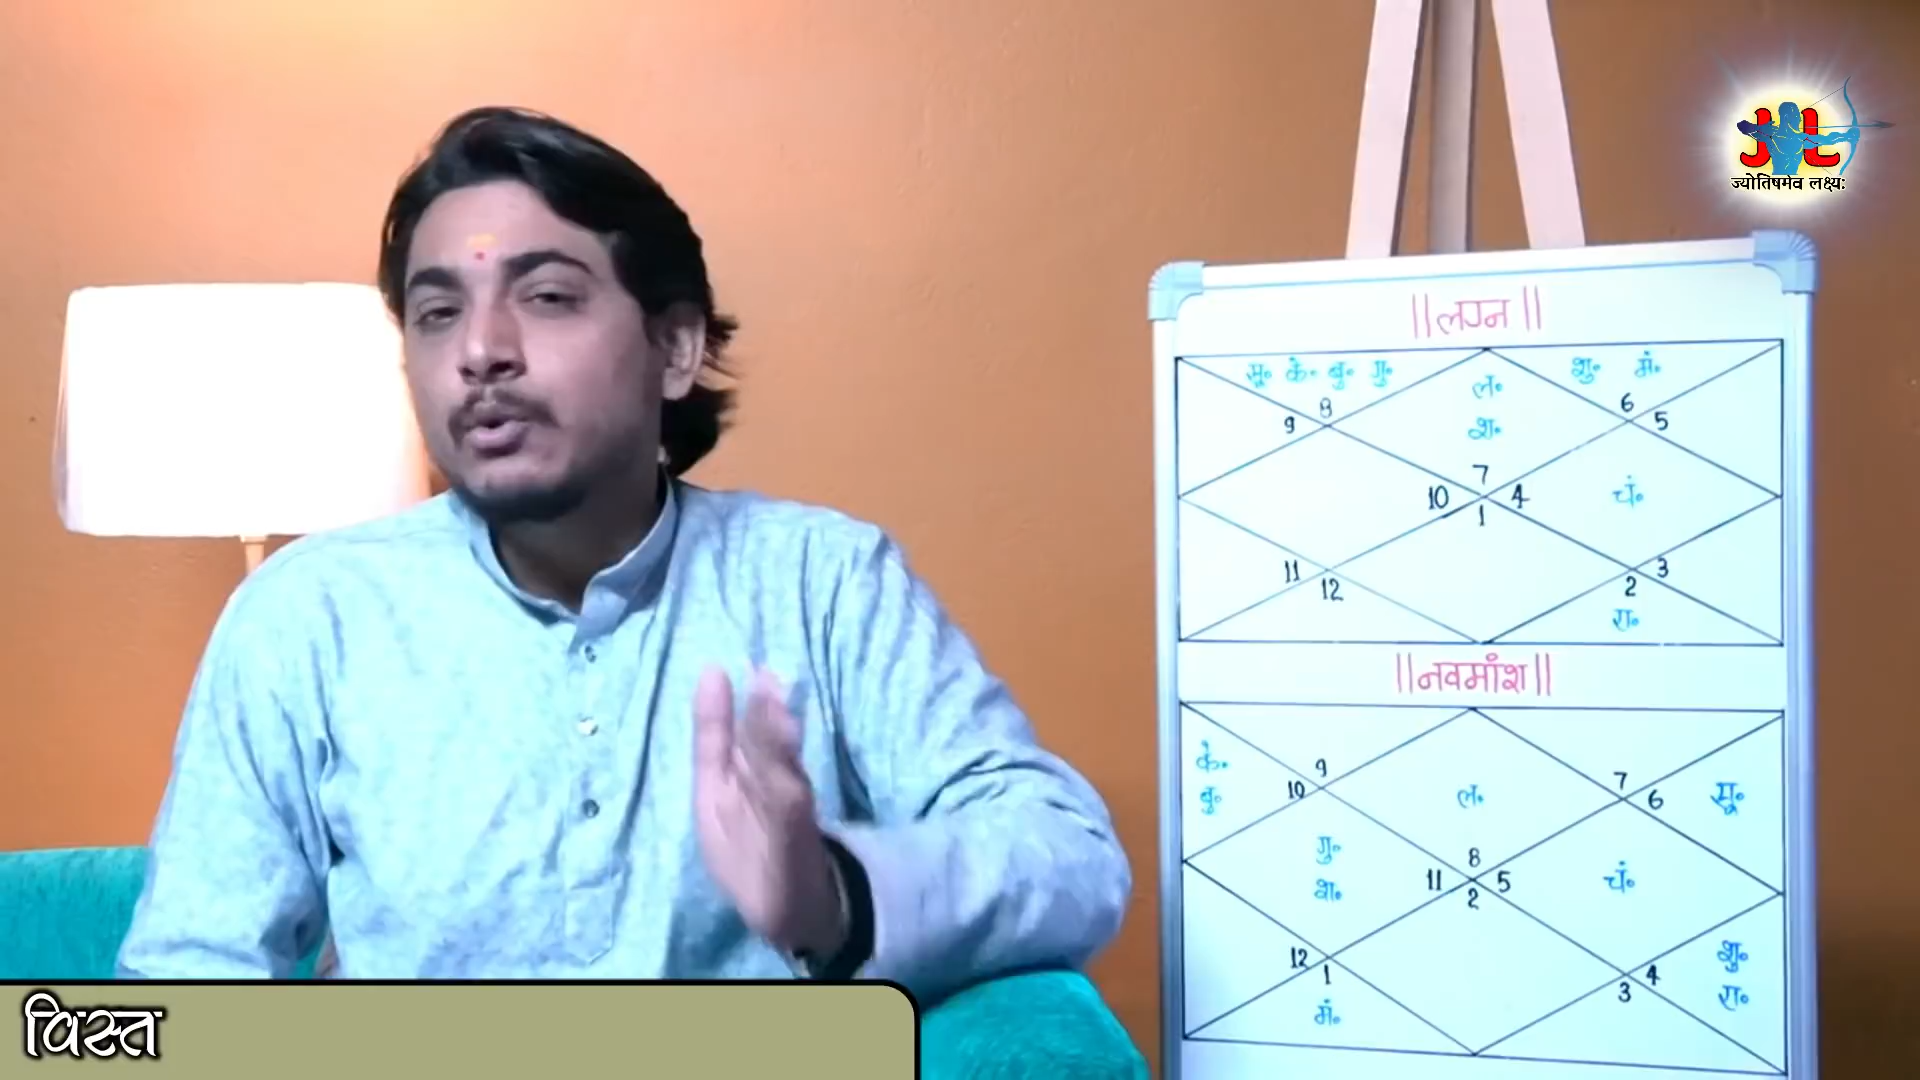 JL
ज्योतिषमेव लक्ष्य:
||लग्न||
सू॰ के॰ बु॰ गु॰
ल॰
शु॰ मं॰
8
6
9
श॰
5
7
10
4
चं॰
1
11
12
3
2
रा॰
||नवमांश||
के॰
बु॰
9
10
ल॰
7
6
सू॰
गु॰
श॰
8
11
5
2
चं॰
12
1
मं॰
4
3
शु॰
रा॰
विस्त